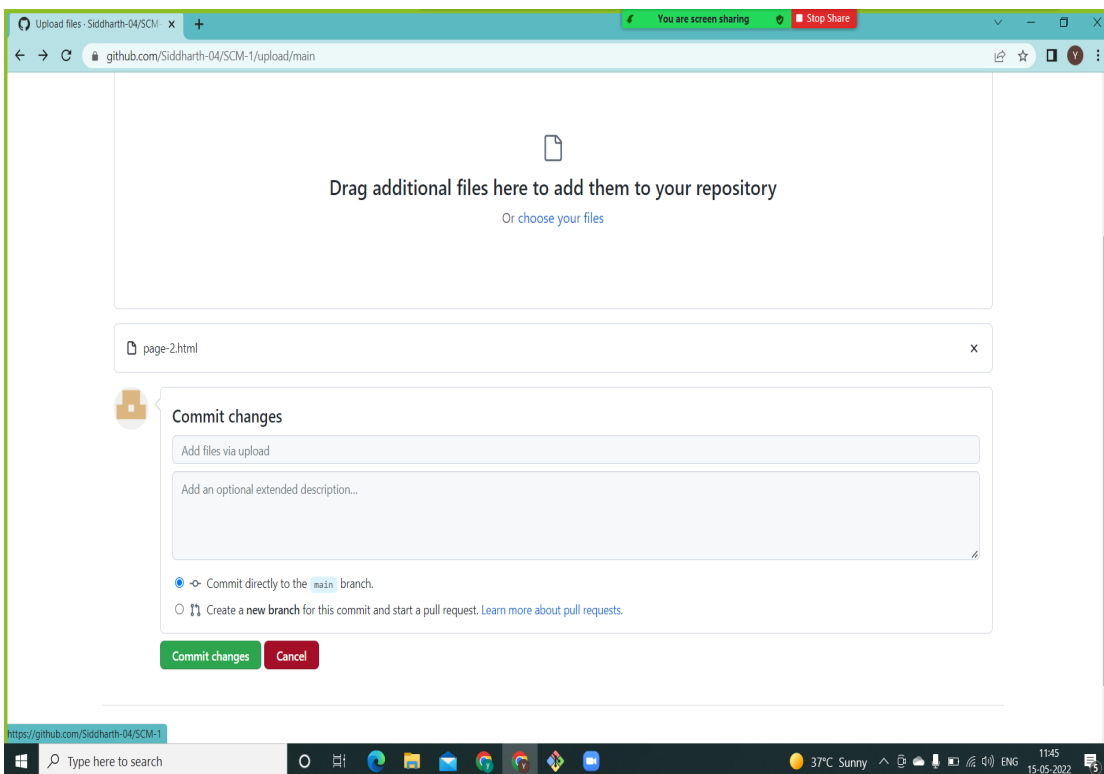 Upload files · Siddharth-04/SCM-
You are screen sharing
Stop Share
github.com/Siddharth-04/SCM-1/upload/main
Y
Drag additional files here to add them to your repository
Or choose your files
page-2.html
Commit changes
Add files via upload
Add an optional extended description...
Commit directly to the main branch.
Create a new branch for this commit and start a pull request. Learn more about pull requests.
Commit changes Cancel
https://github.com/Siddharth-04/SCM-1
Type here to search
37°C Sunny
ENG
11:45
15-05-2022
5